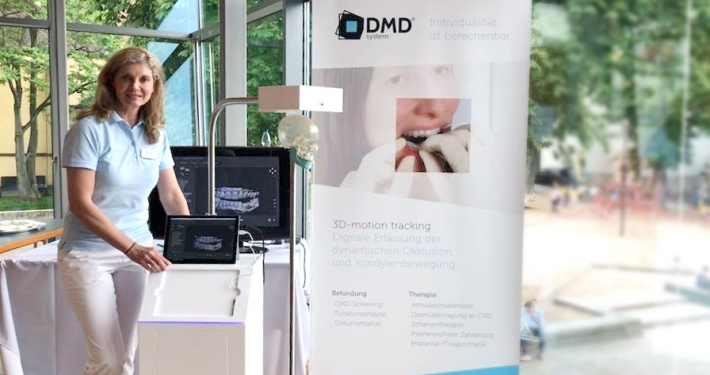 DMD®
system
Individualität
ist berechenbar
3D-motion tracking
Digitale Erfassung der
dynamischen Okklusion
und Kondylenbewegung
Befundung
CMD-Screening
Funktionsanalyse
Dokumentation
Therapie
Artikulatorparameter
Datenübertragung an CAD
Schienentherapie
Interferenzfreier Zahnersatz
Implantat-/Totalprothetik